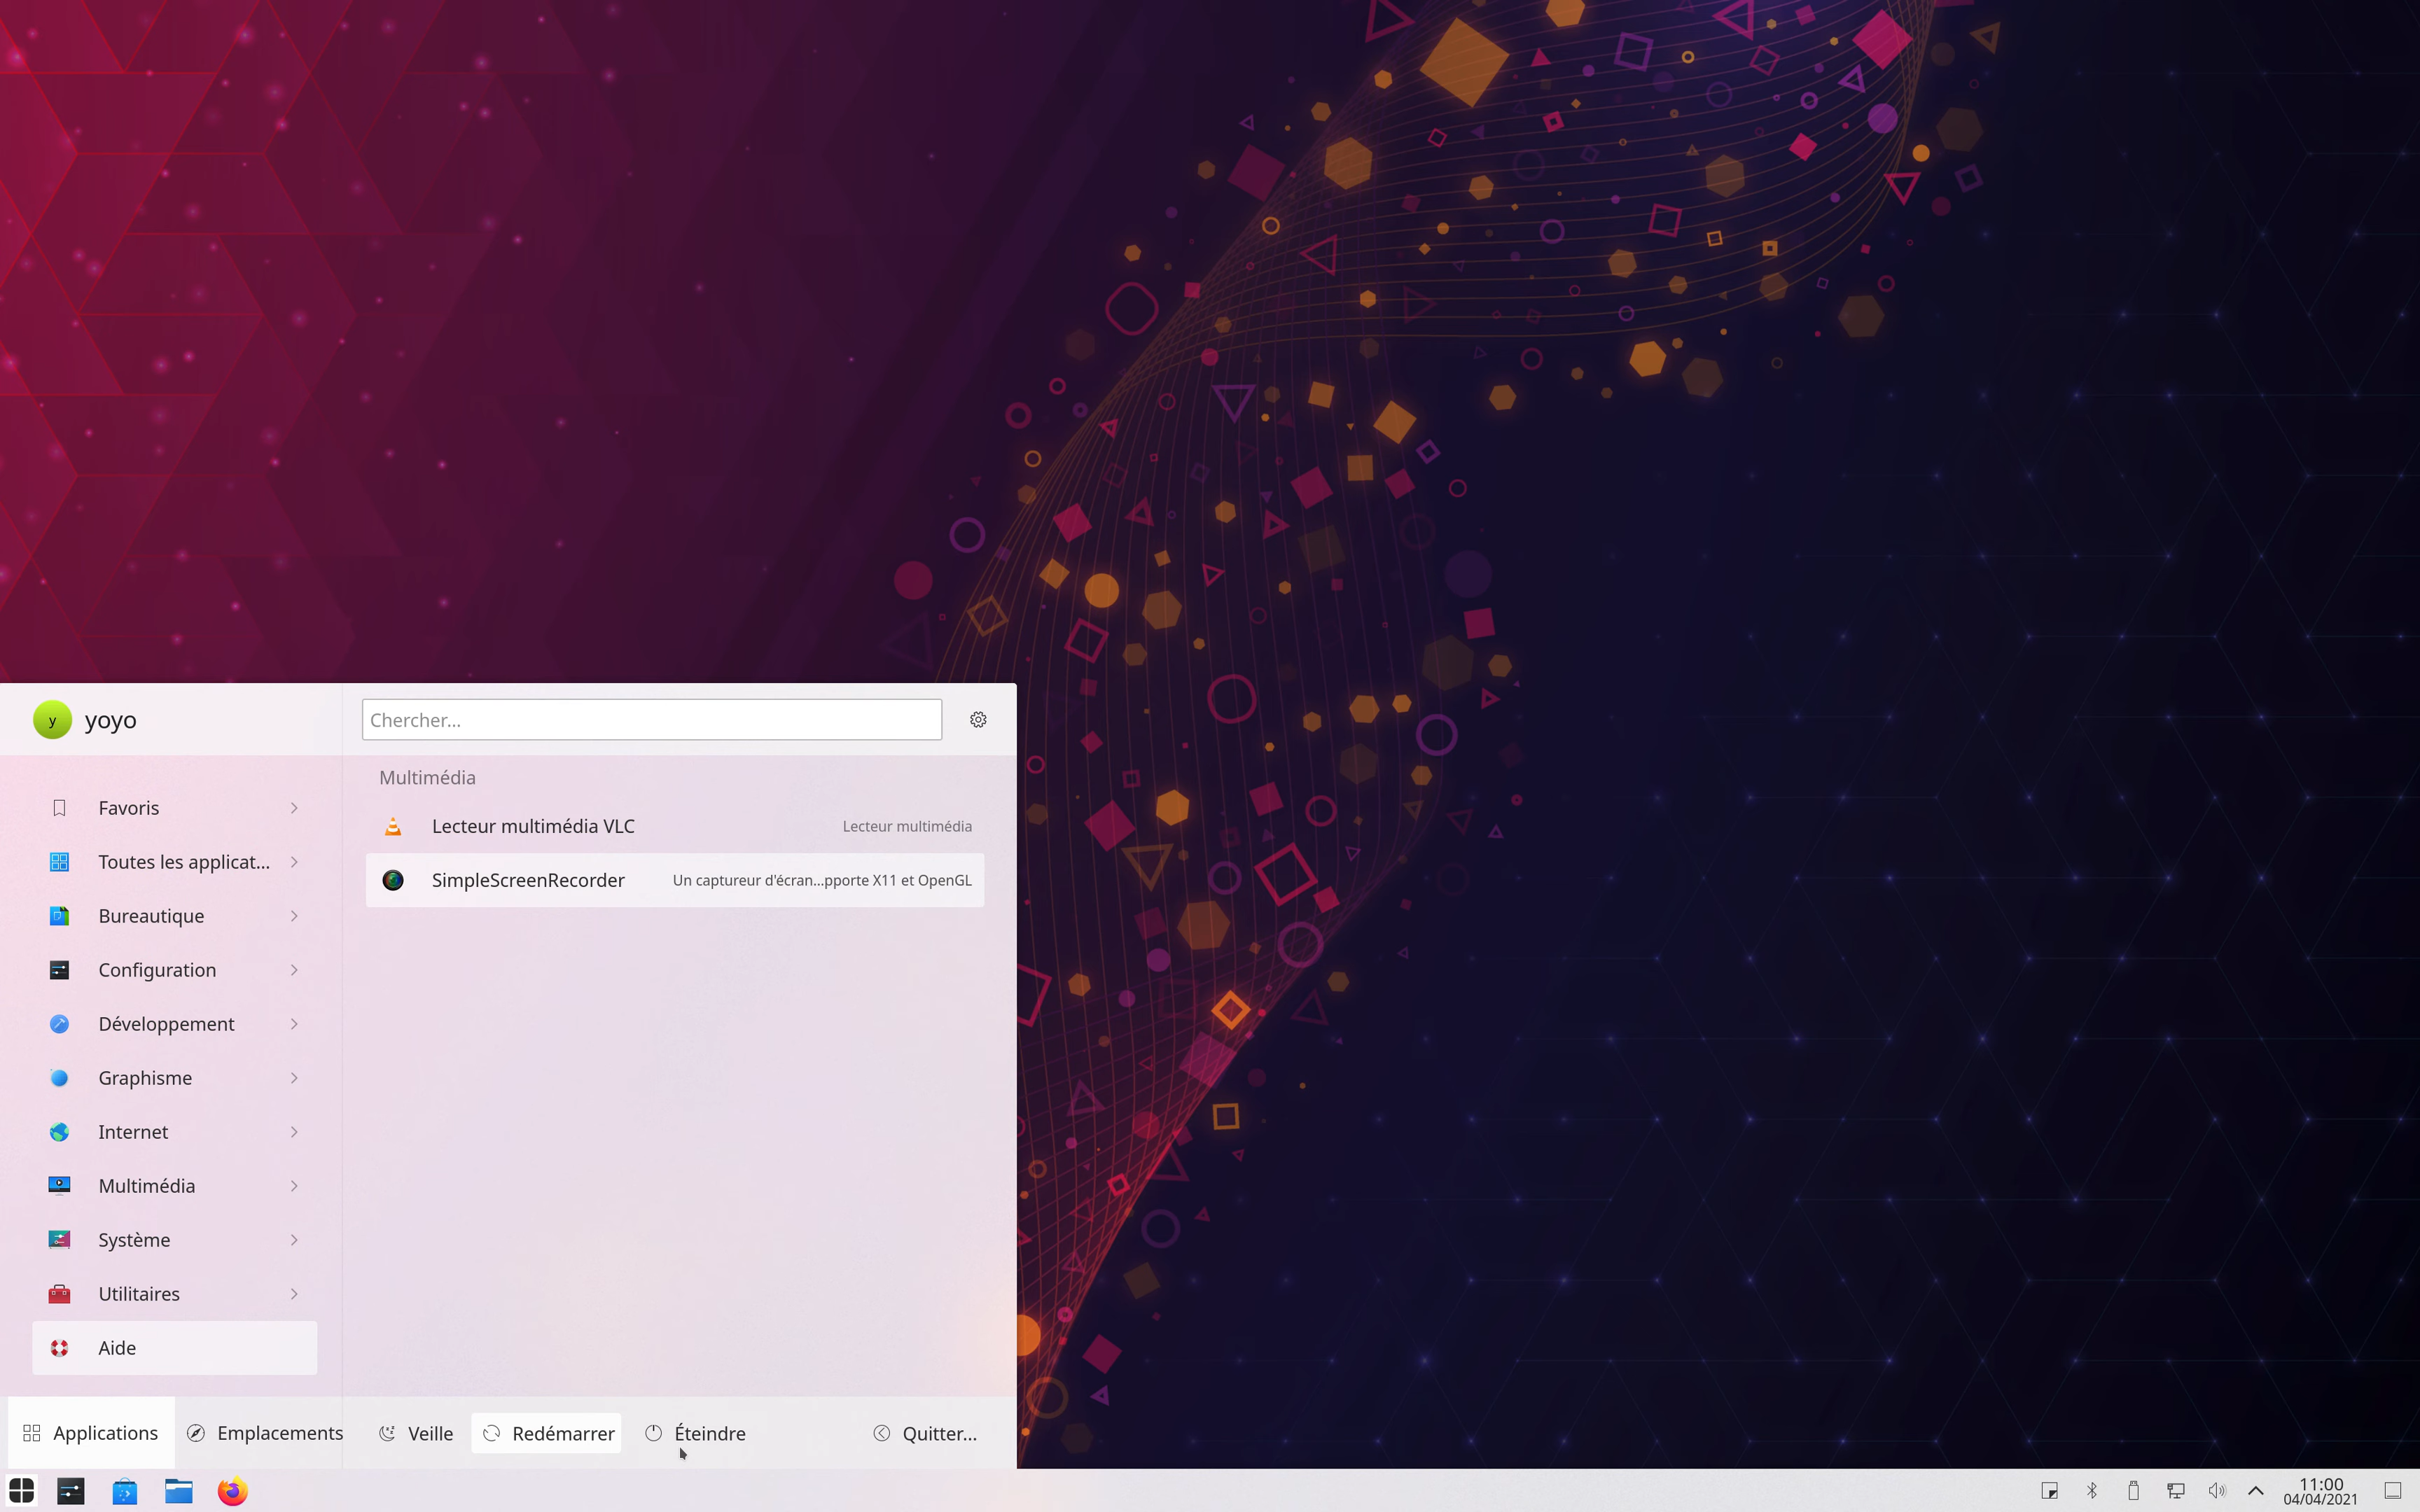 y yoyo
Chercher...
Multimédia
Favoris
Lecteur multimédia VLC Lecteur multimédia
Toutes les applicat...
SimpleScreenRecorder Un captureur d'écran...pporte X11 et OpenGL
Bureautique
Configuration
Développement
Graphisme
Internet
Multimédia
Système
Utilitaires
Aide
Applications Emplacements Veille Redémarrer Éteindre Quitter...
11:00
04/04/2021